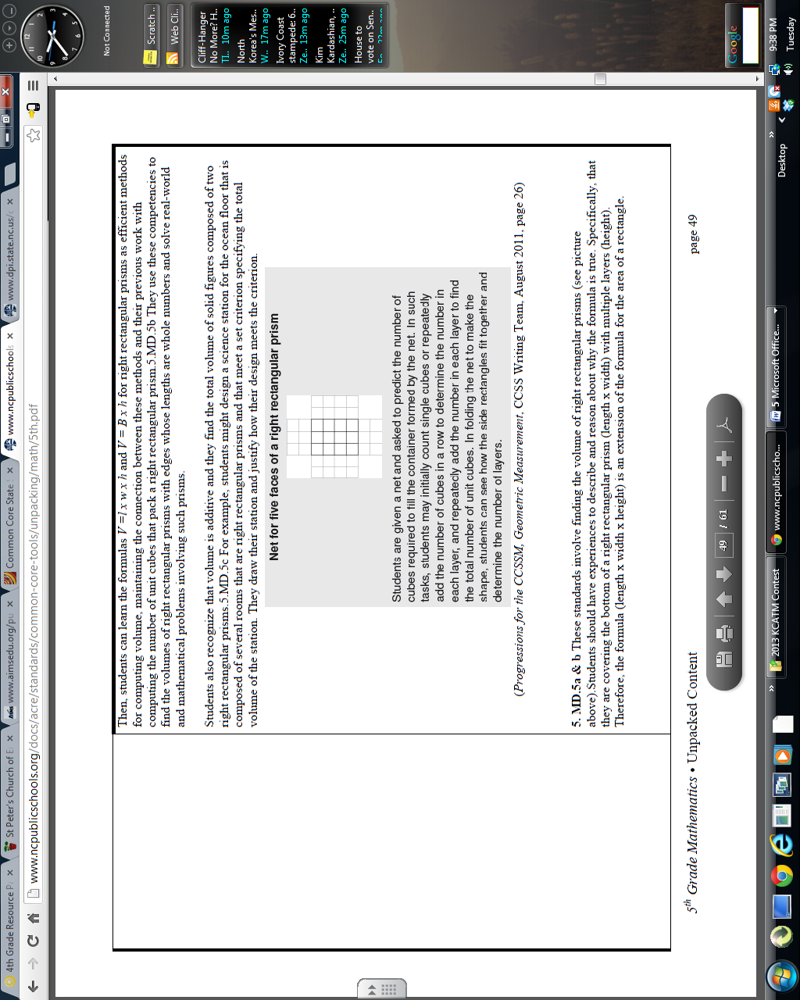 4th Grade Resource Pa
St Peter's Church of Ea
www.aimsedu.org/pu
Common Core State
www.ncpublicschools
www.dpi.state.nc.us/c
www.ncpublicschools.org/docs/acre/standards/common-core-tools/unpacking/math/5th.pdf
Then, students can learn the formulas V =l x w x h and V = B x h for right rectangular prisms as efficient methods
for computing volume, maintaining the connection between these methods and their previous work with
computing the number of unit cubes that pack a right rectangular prism.5.MD.5b They use these competencies to
find the volumes of right rectangular prisms with edges whose lengths are whole numbers and solve real-world
and mathematical problems involving such prisms.
Students also recognize that volume is additive and they find the total volume of solid figures composed of two
right rectangular prisms.5.MD.5c For example, students might design a science station for the ocean floor that is
composed of several rooms that are right rectangular prisms and that meet a set criterion specifying the total
volume of the station. They draw their station and justify how their design meets the criterion.
Net for five faces of a right rectangular prism
Students are given a net and asked to predict the number of
cubes required to fill the container formed by the net. In such
tasks, students may initially count single cubes or repeatedly
add the number of cubes in a row to determine the number in
each layer, and repeatedly add the number in each layer to find
the total number of unit cubes. In folding the net to make the
shape, students can see how the side rectangles fit together and
determine the number of layers.
(Progressions for the CCSSM, Geometric Measurement, CCSS Writing Team, August 2011, page 26)
5. MD.5a & b These standards involve finding the volume of right rectangular prisms (see picture
above).Students should have experiences to describe and reason about why the formula is true. Specifically, that
they are covering the bottom of a right rectangular prism (length x width) with multiple layers (height).
Therefore, the formula (length x width x height) is an extension of the formula for the area of a rectangle.
5th Grade Mathematics • Unpacked Content
page 49
49 / 61
12
1
2
3
4
5
6
7
8
9
10
11
Not Connected
Scratch ..
Web Cli..
Cliff-Hanger
No More? H..
TI.. 10m ago
North
Korea's Mes..
W.. 17m ago
Ivory Coast
stampede: 6..
Ze.. 13m ago
Kim
Kardashian, ..
Ze.. 25m ago
House to
vote on Sen..
Google
2013 KCATM Contest
www.ncpublicscho...
5 Microsoft Office...
Desktop
9:38 PM
Tuesday